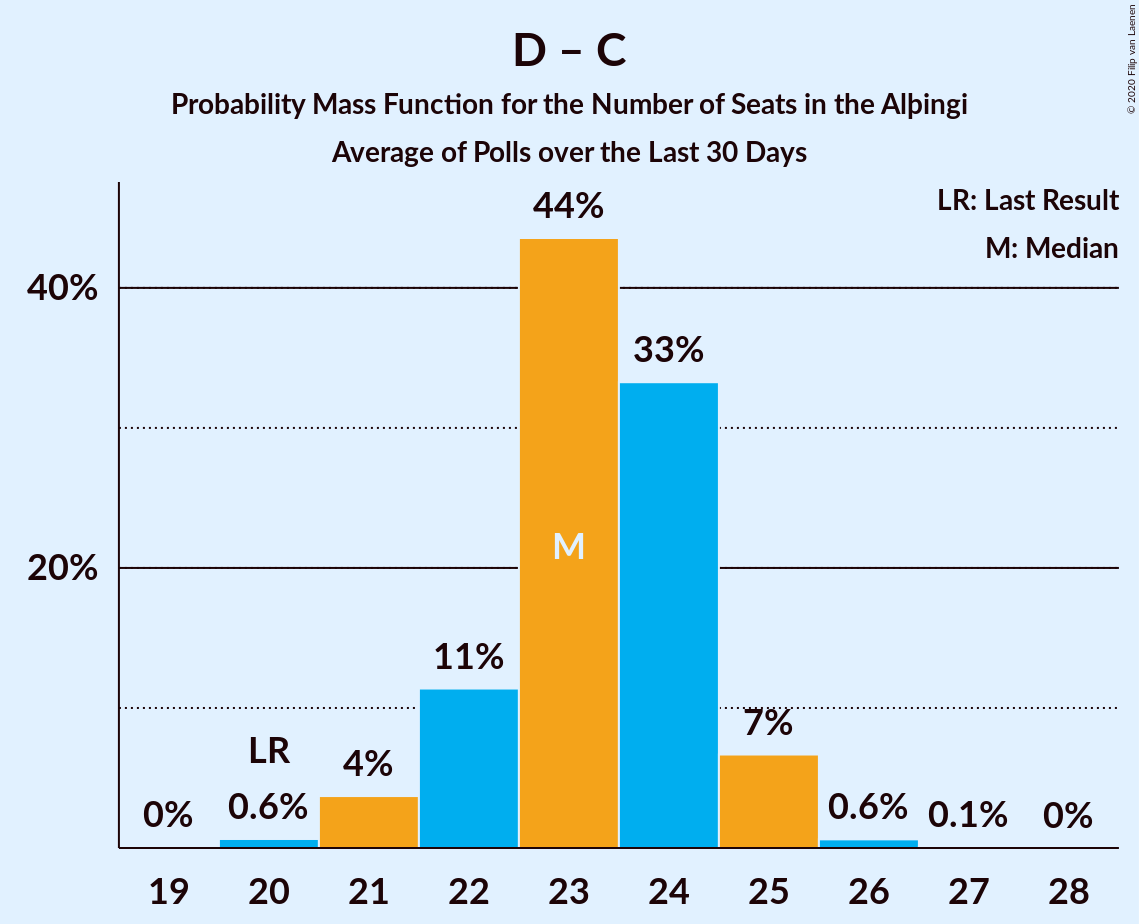 D – C
Probability Mass Function for the Number of Seats in the Alþingi
Average of Polls over the Last 30 Days
© 2020 Filip van Laenen
LR: Last Result
M: Median
44%
40%
33%
M
20%
11%
7%
LR
4%
0%
0.6%
0.6%
0.1%
0%
19 20 21 22 23 24 25 26 27 28